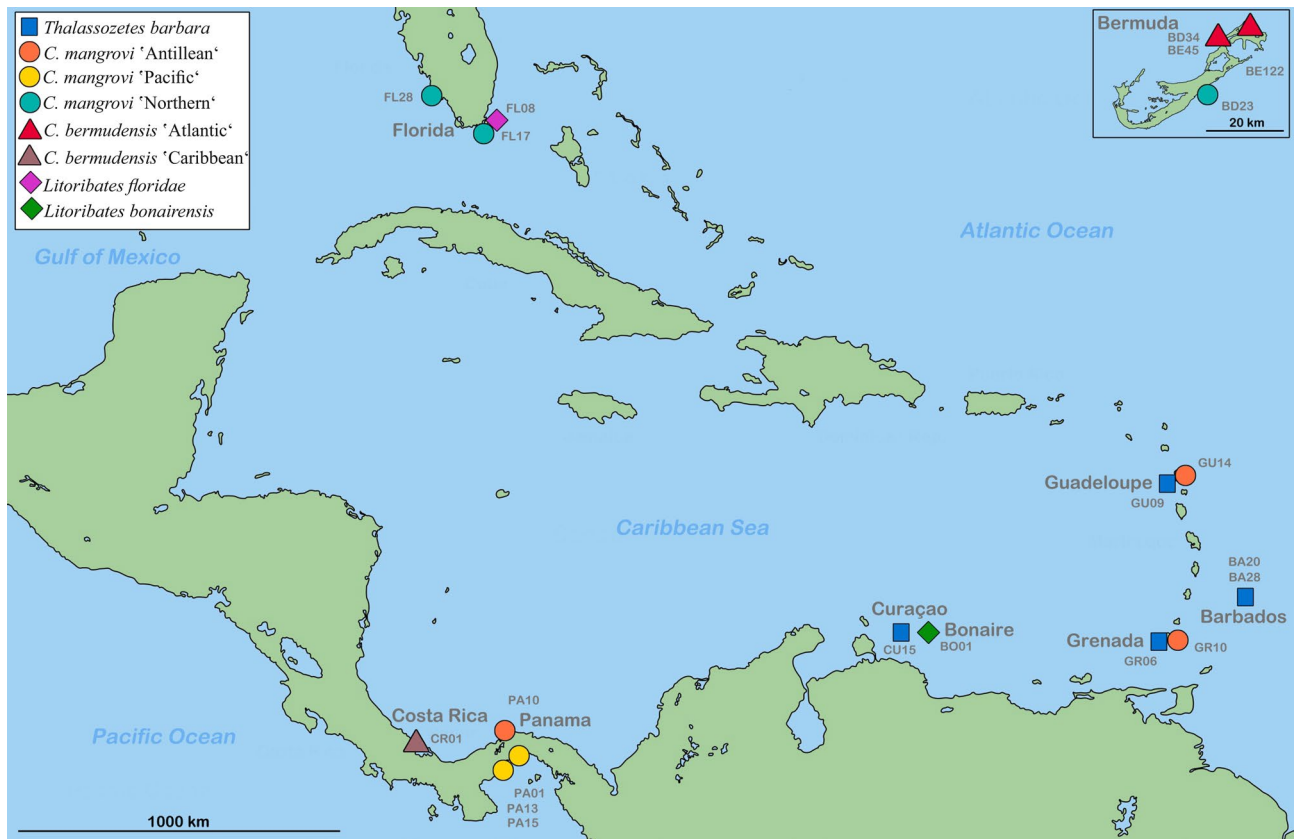 Thalassozetes barbara
C. mangrovi ‛Antillean‛
C. mangrovi ‛Pacific‛
C. mangrovi ‛Northern‛
C. bermudensis ‛Atlantic‛
C. bermudensis ‛Caribbean‛
Litoribates floridae
Litoribates bonairensis
Bermuda
BD34
BE45
BE122
BD23
20 km
FL28
FL08
Florida
FL17
Gulf of Mexico
Atlantic Ocean
GU14
Guadeloupe
GU09
Caribbean Sea
BA20
BA28
Barbados
Curaçao
Bonaire
CU15
BO01
Grenada
GR10
GR06
PA10
Costa Rica
Panama
CR01
Pacific Ocean
PA01
PA13
PA15
1000 km